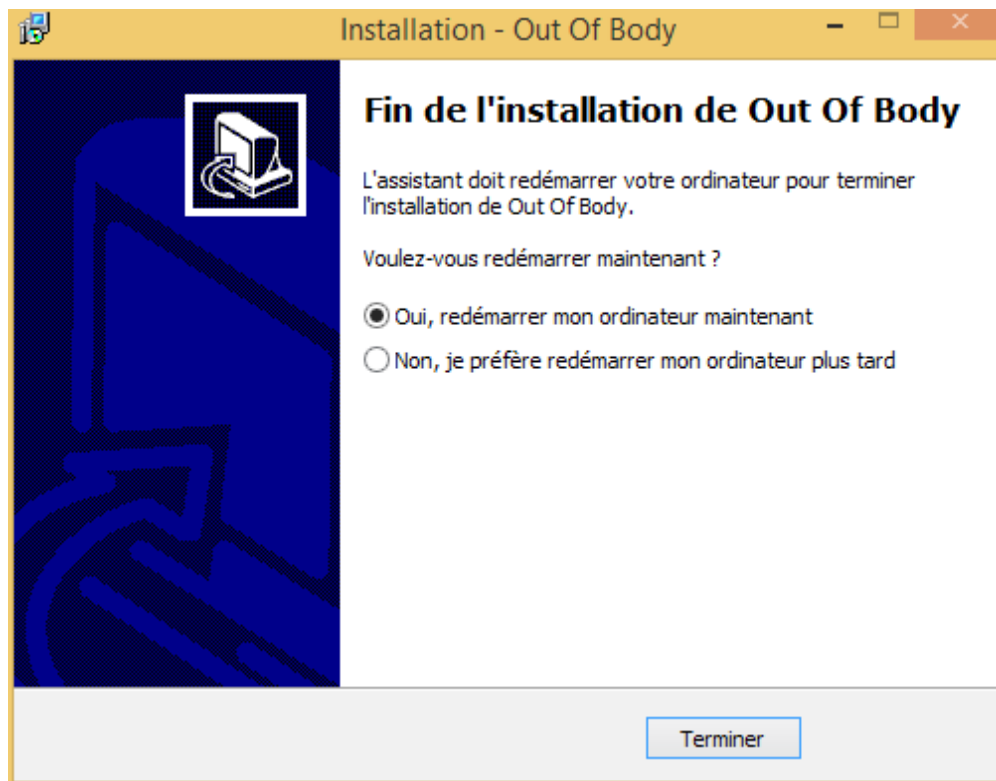 Installation - Out Of Body
Fin de l'installation de Out Of Body
L'assistant doit redémarrer votre ordinateur pour terminer
l'installation de Out Of Body.
Voulez-vous redémarrer maintenant ?
Oui, redémarrer mon ordinateur maintenant
Non, je préfère redémarrer mon ordinateur plus tard
Terminer